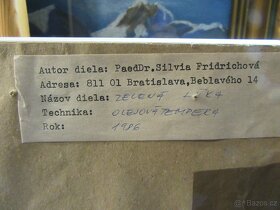 Autor diela: PaedDr.Silvia Fridrichová
Adresa: 811 01 Bratislava,Beblavého 14
Názov diela: ZELENÁ LÚKA
Technika: OLEJOVÁ TEMPERA
Rok: 1986
Bazos.cz